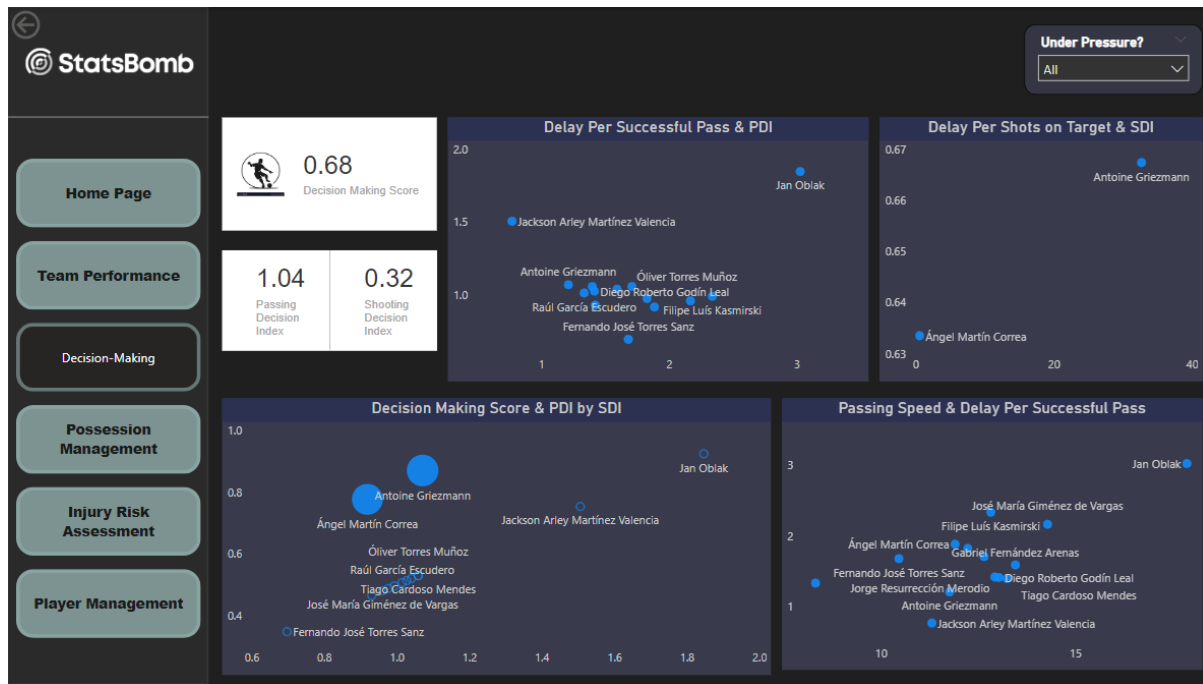 StatsBomb
Under Pressure?
All
Home Page
Team Performance
Decision-Making
Possession
Management
Injury Risk
Assessment
Player Management
0.68
Decision Making Score
1.04
Passing
Decision
Index
0.32
Shooting
Decision
Index
Delay Per Successful Pass & PDI
2.0
1.5
1.0
Jan Oblak
Jackson Arley Martínez Valencia
Antoine Griezmann
Óliver Torres Muñoz
Diego Roberto Godín Leal
Raúl García Escudero
Filipe Luís Kasmirski
Fernando José Torres Sanz
1
2
3
Delay Per Shots on Target & SDI
0.67
0.66
0.65
0.64
0.63
Antoine Griezmann
Ángel Martín Correa
0
20
40
Decision Making Score & PDI by SDI
1.0
0.8
0.6
0.4
Jan Oblak
Antoine Griezmann
Ángel Martín Correa
Jackson Arley Martínez Valencia
Óliver Torres Muñoz
Raúl García Escudero
Tiago Cardoso Mendes
José María Giménez de Vargas
Fernando José Torres Sanz
0.6
0.8
1.0
1.2
1.4
1.6
1.8
2.0
Passing Speed & Delay Per Successful Pass
3
2
1
Jan Oblak
José María Giménez de Vargas
Filipe Luís Kasmirski
Ángel Martín Correa
Gabriel Fernández Arenas
Fernando José Torres Sanz
Diego Roberto Godín Leal
Jorge Resurrección Merodio
Tiago Cardoso Mendes
Antoine Griezmann
Jackson Arley Martínez Valencia
10
15